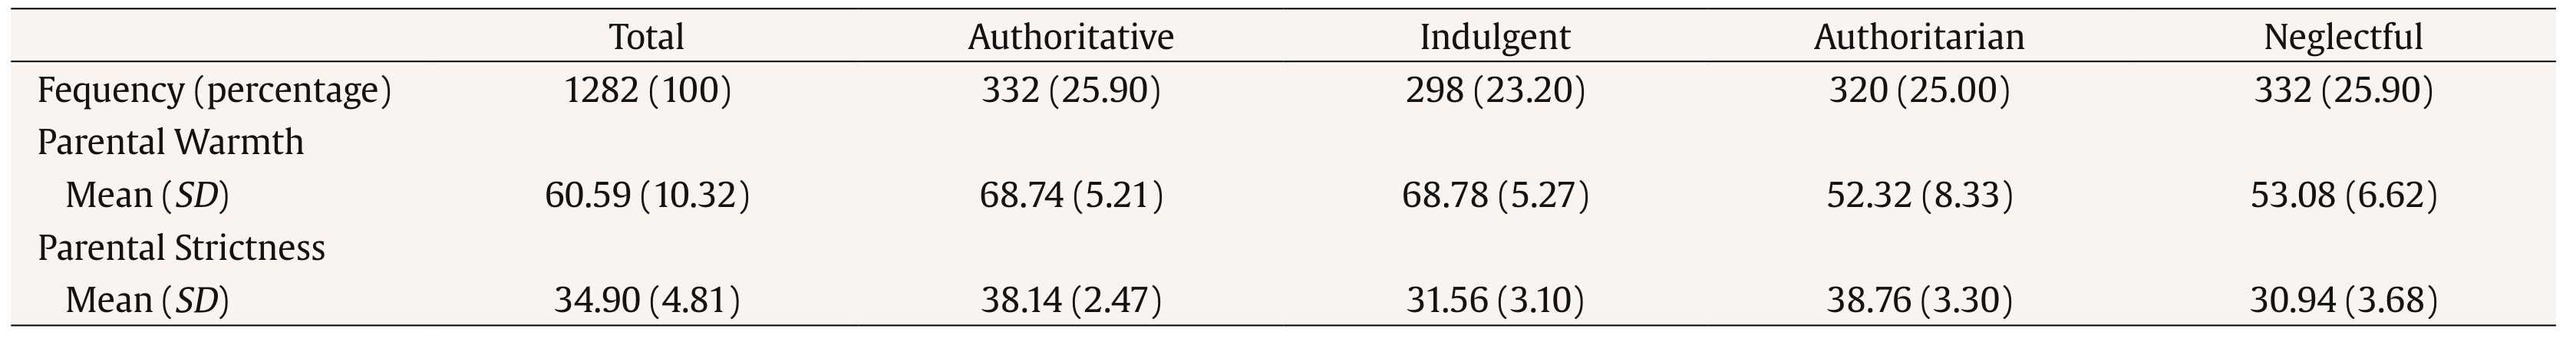 Total Authoritative Indulgent Authoritarian Neglectful
Fequency (percentage) 1282 (100) 332 (25.90) 298 (23.20) 320 (25.00) 332 (25.90)
Parental Warmth
Mean (SD) 60.59 (10.32) 68.74 (5.21) 68.78 (5.27) 52.32 (8.33) 53.08 (6.62)
Parental Strictness
Mean (SD) 34.90 (4.81) 38.14 (2.47) 31.56 (3.10) 38.76 (3.30) 30.94 (3.68)